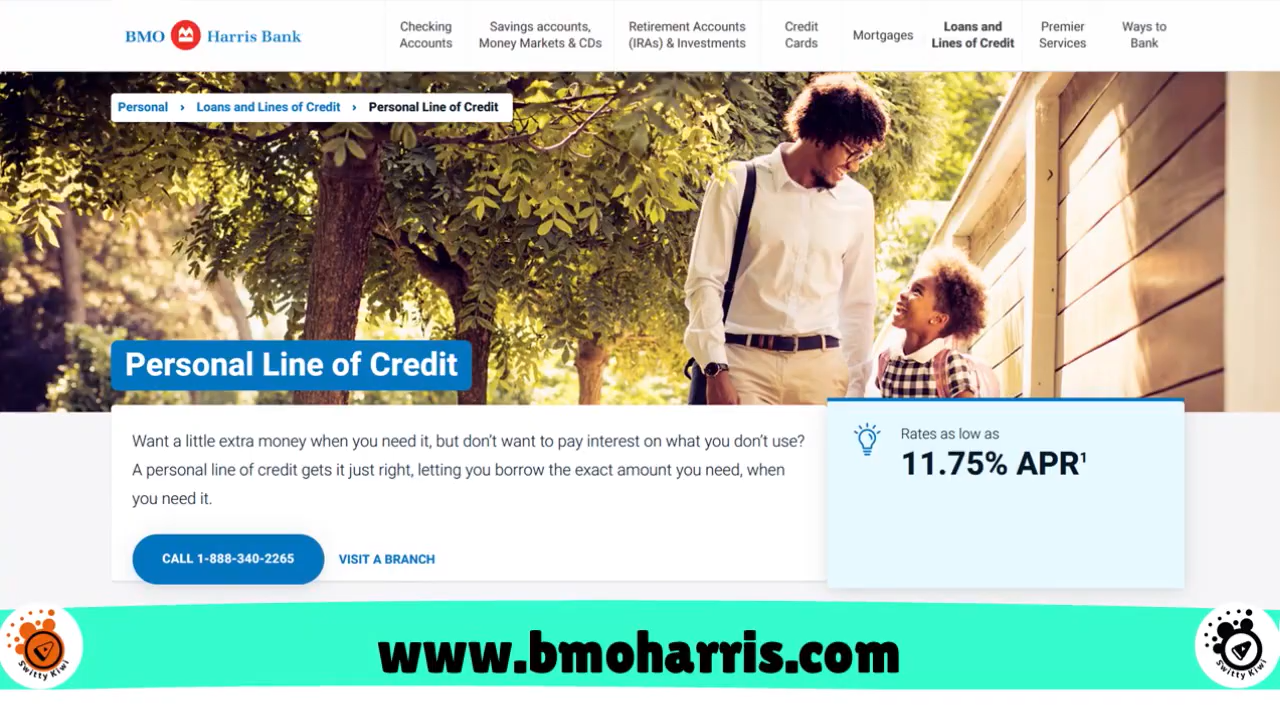 BMO Harris Bank
Checking
Accounts
Savings accounts,
Money Markets & CDs
Retirement Accounts
(IRAs) & Investments
Credit
Cards
Mortgages
Loans and
Lines of Credit
Premier
Services
Ways to
Bank
Personal › Loans and Lines of Credit › Personal Line of Credit
Personal Line of Credit
Want a little extra money when you need it, but don't want to pay interest on what you don't use?
A personal line of credit gets it just right, letting you borrow the exact amount you need, when
you need it.
CALL 1-888-340-2265
VISIT A BRANCH
Rates as low as
11.75% APR¹
www.bmoharris.com
Switty Kiwi
Switty Kiwi